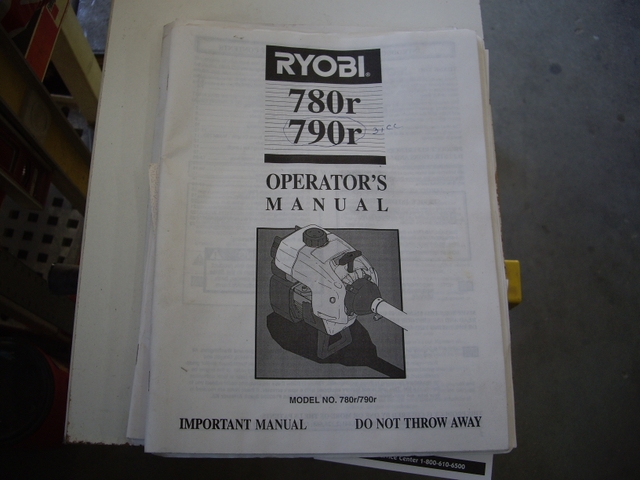 RYOBI®
780r
790r 31cc
OPERATOR'S
MANUAL
MODEL NO. 780r/790r
IMPORTANT MANUAL DO NOT THROW AWAY
Center 1-800-610-6500